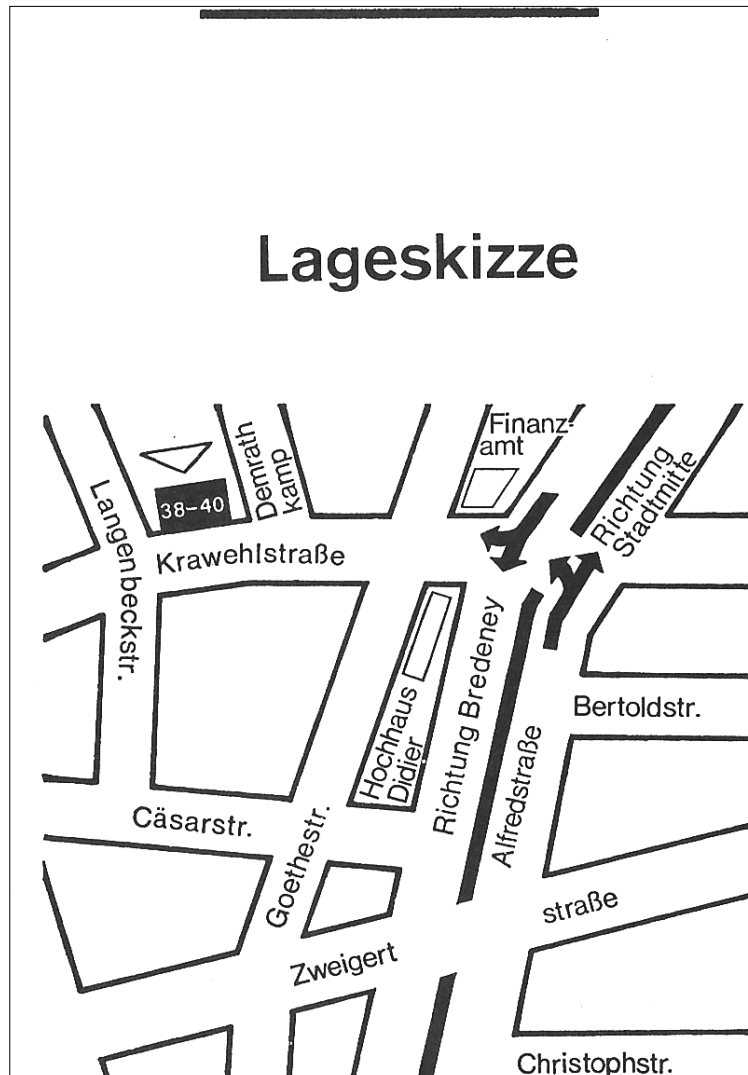 Lageskizze
Finanz-
amt
Demrath
kamp
Richtung
Stadtmitte
38-40
Langenbeckstr.
Krawehlstraße
Hochhaus
Didier
Richtung Bredeney
Alfredstraße
Bertoldstr.
Cäsarstr.
Goethestr.
Zweigert
straße
Christophstr.